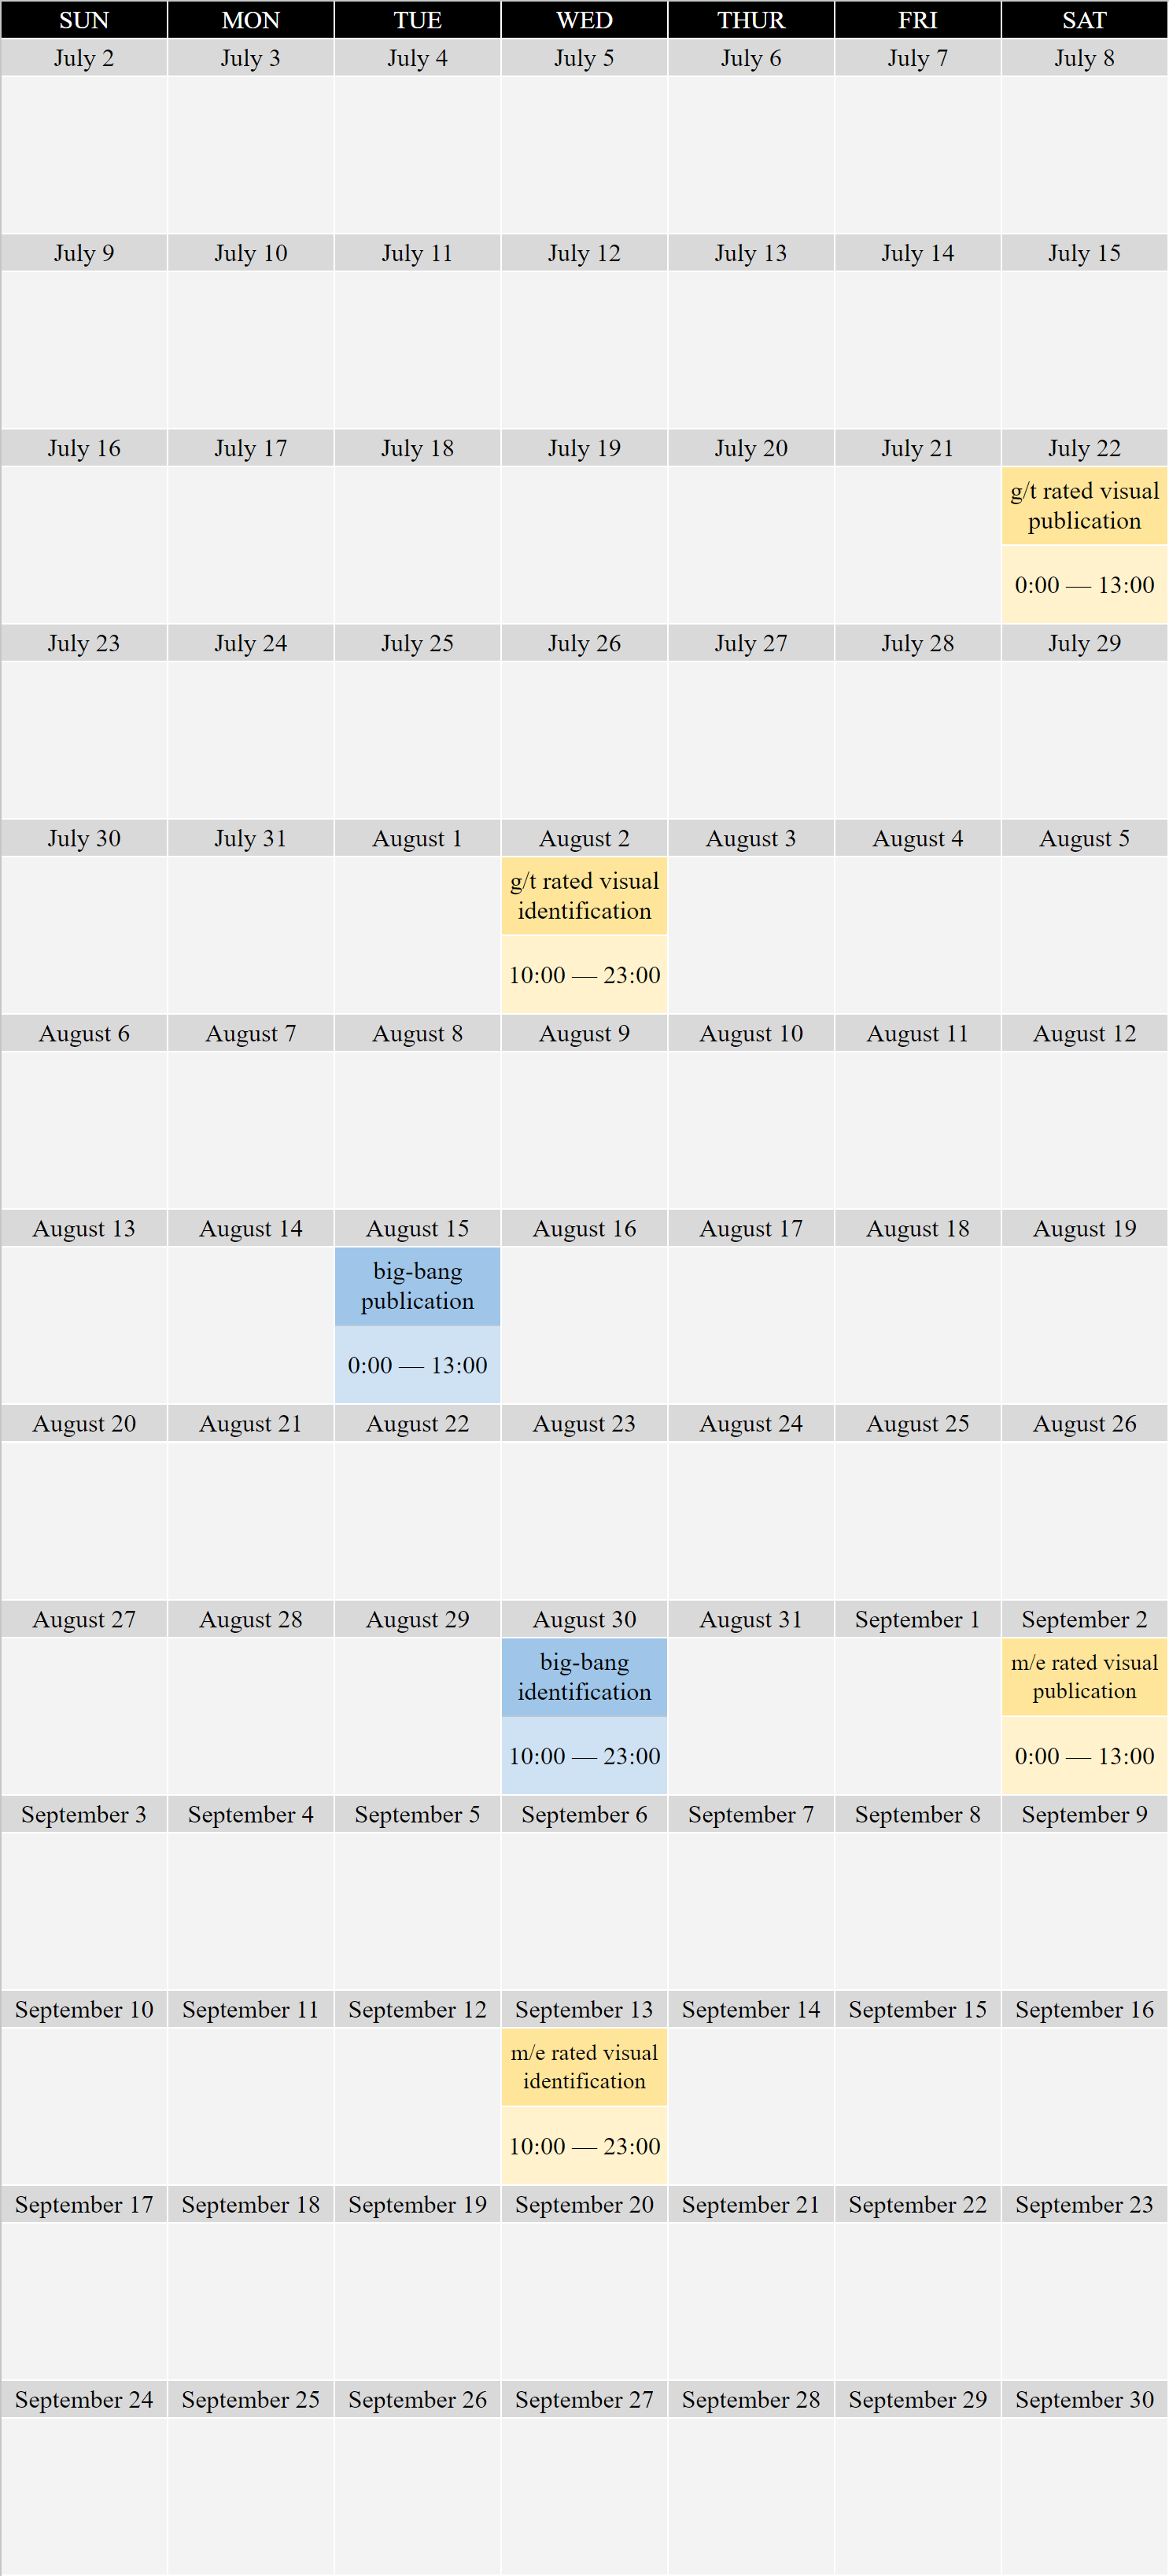 SUN MON TUE WED THUR FRI SAT
July 2 July 3 July 4 July 5 July 6 July 7 July 8
July 9 July 10 July 11 July 12 July 13 July 14 July 15
July 16 July 17 July 18 July 19 July 20 July 21 July 22
g/t rated visual
publication
0:00 — 13:00
July 23 July 24 July 25 July 26 July 27 July 28 July 29
July 30 July 31 August 1 August 2 August 3 August 4 August 5
g/t rated visual
identification
10:00 — 23:00
August 6 August 7 August 8 August 9 August 10 August 11 August 12
August 13 August 14 August 15 August 16 August 17 August 18 August 19
big-bang
publication
0:00 — 13:00
August 20 August 21 August 22 August 23 August 24 August 25 August 26
August 27 August 28 August 29 August 30 August 31 September 1 September 2
big-bang
identification
10:00 — 23:00
m/e rated visual
publication
0:00 — 13:00
September 3 September 4 September 5 September 6 September 7 September 8 September 9
September 10 September 11 September 12 September 13 September 14 September 15 September 16
m/e rated visual
identification
10:00 — 23:00
September 17 September 18 September 19 September 20 September 21 September 22 September 23
September 24 September 25 September 26 September 27 September 28 September 29 September 30